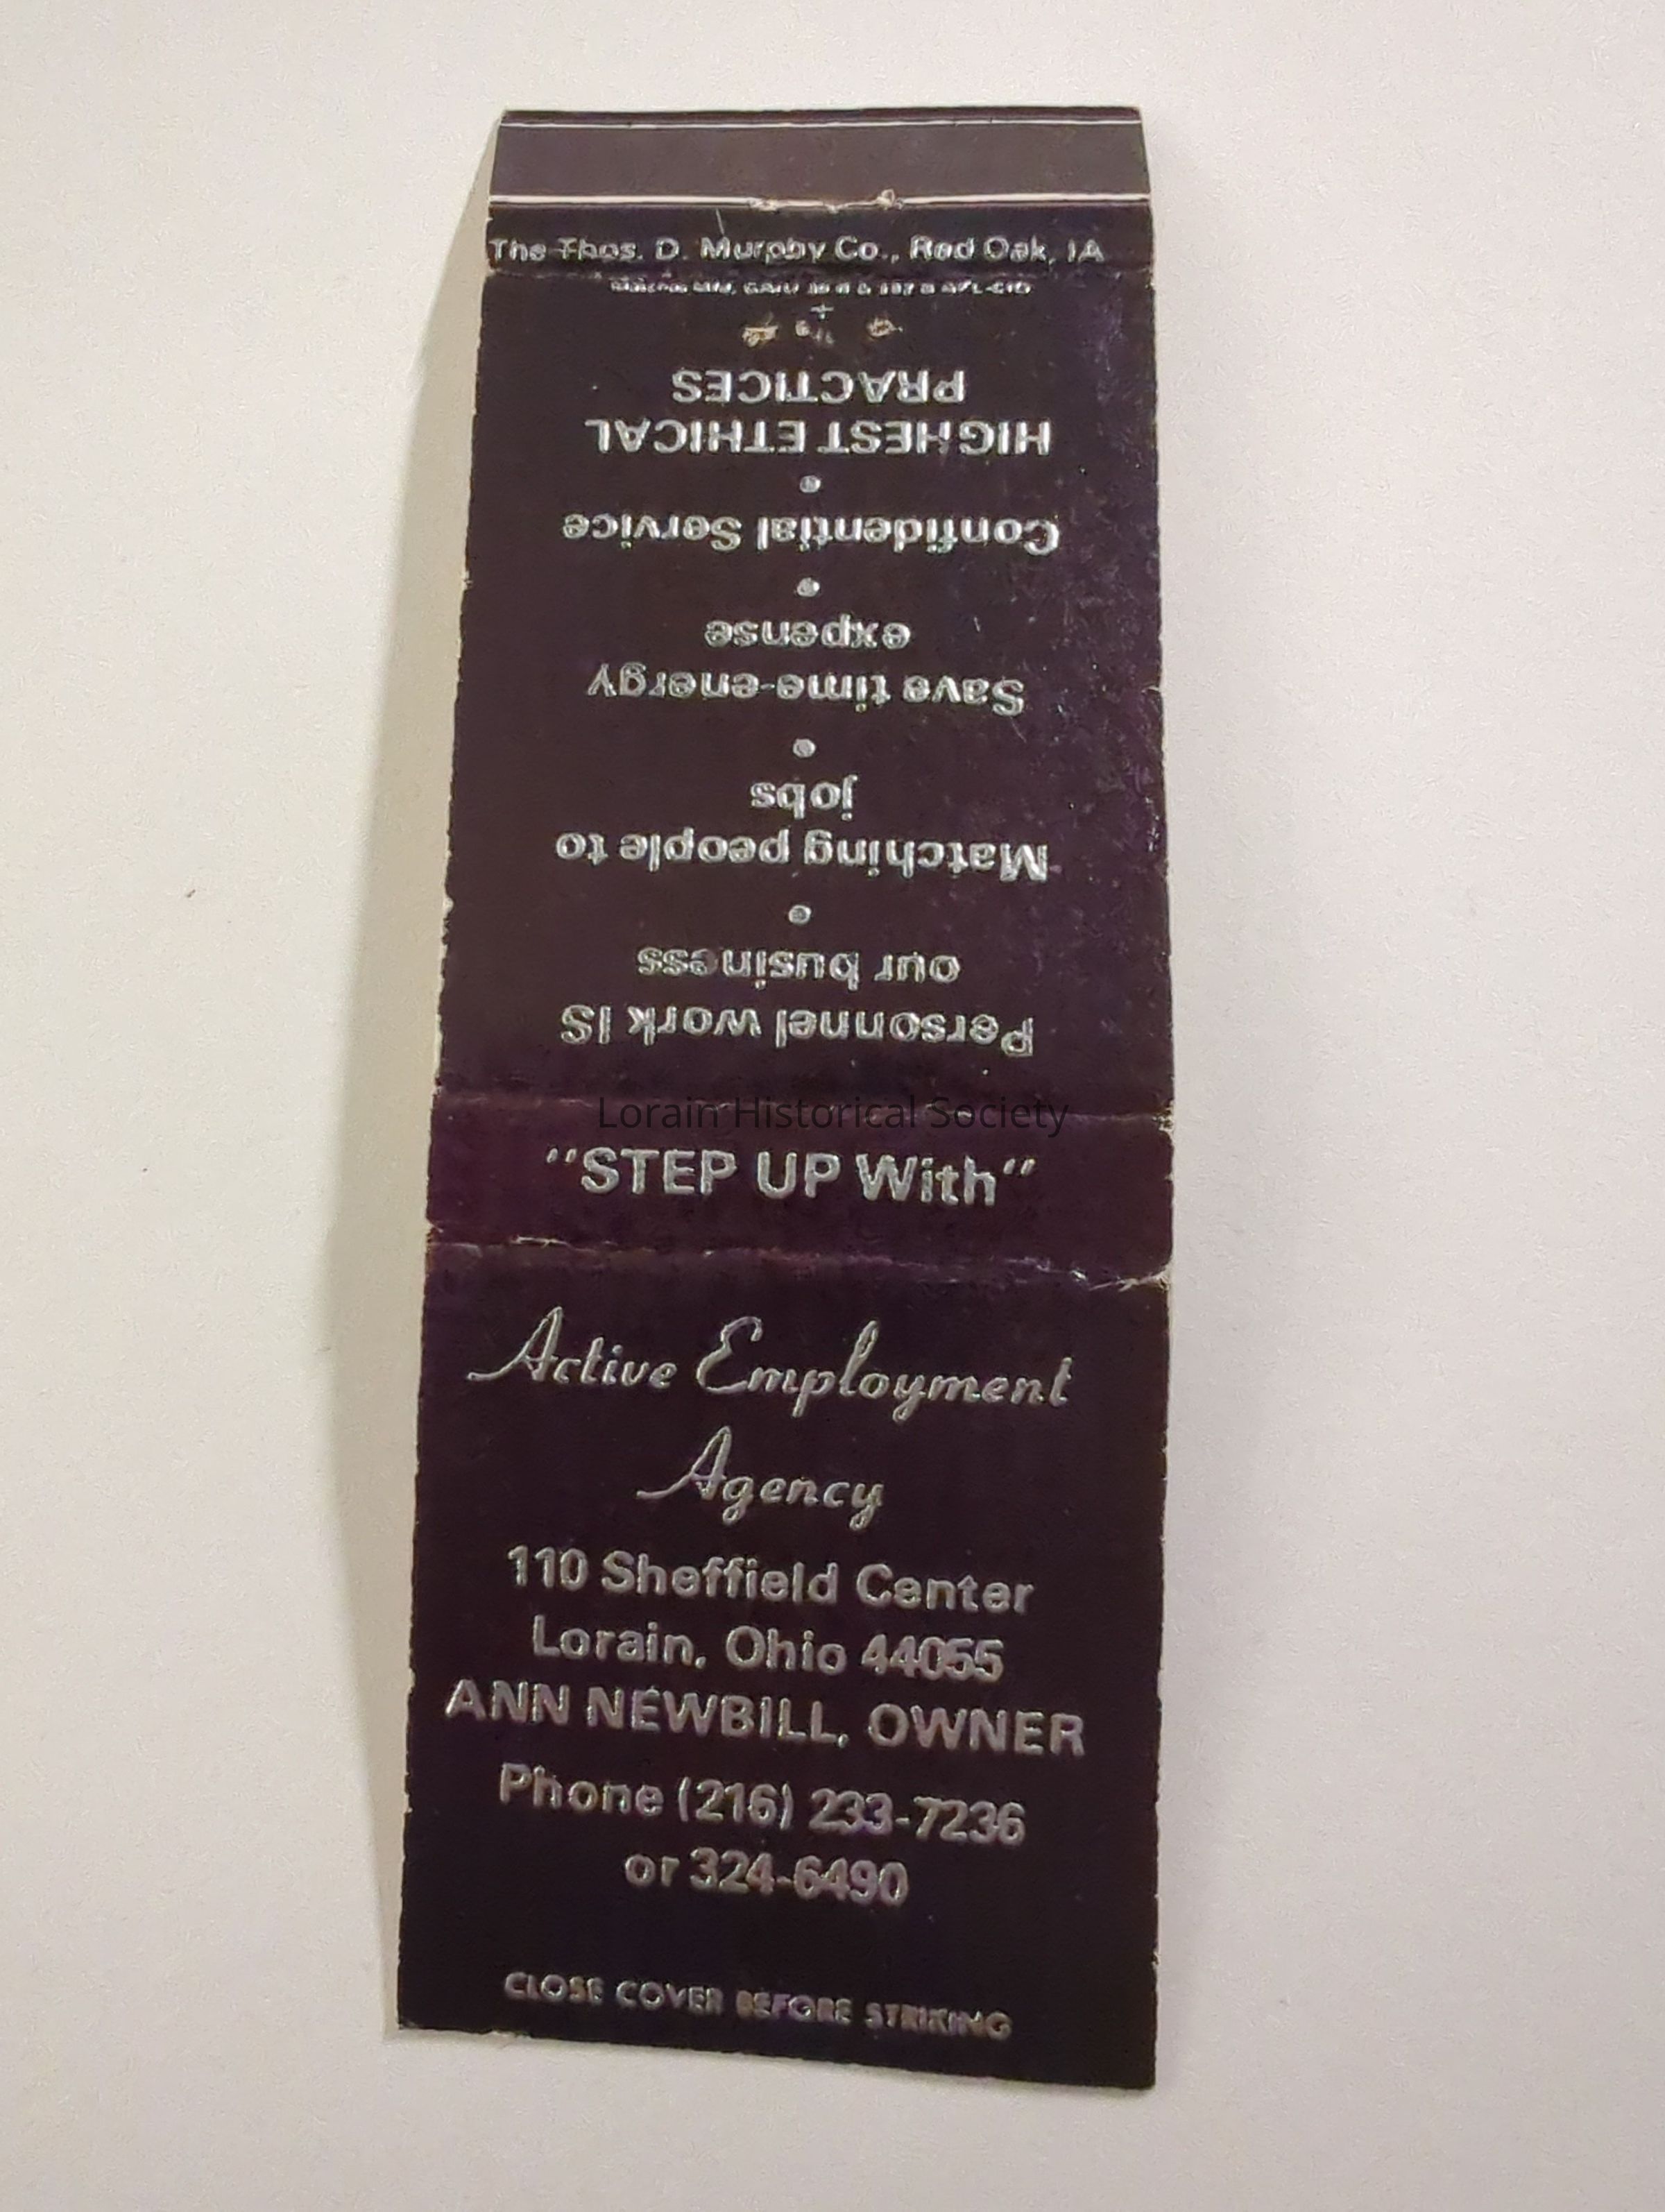 The Thos. D. Murphy Co., Red Oak, IA
Personnel work IS
our business
•
Matching people to
jobs
•
Save time-energy
expense
•
Confidential Service
•
HIGHEST ETHICAL
PRACTICES
Lorain Historical Society
"STEP UP With"
Active Employment
Agency
110 Sheffield Center
Lorain, Ohio 44055
ANN NEWBILL, OWNER
Phone (216) 233-7236
or 324-6490
CLOSE COVER BEFORE STRIKING